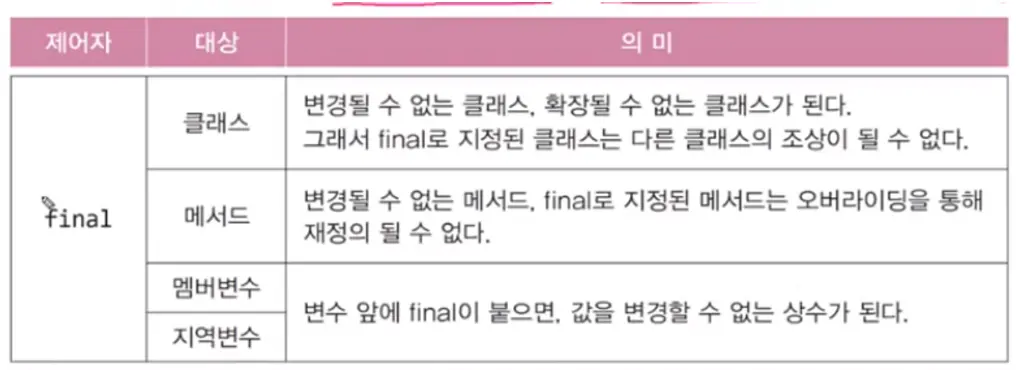 제어자 대상 의 미
final
클래스
변경될 수 없는 클래스, 확장될 수 없는 클래스가 된다.
그래서 final로 지정된 클래스는 다른 클래스의 조상이 될 수 없다.
메서드
변경될 수 없는 메서드, final로 지정된 메서드는 오버라이딩을 통해
재정의 될 수 없다.
멤버변수
지역변수
변수 앞에 final이 붙으면, 값을 변경할 수 없는 상수가 된다.